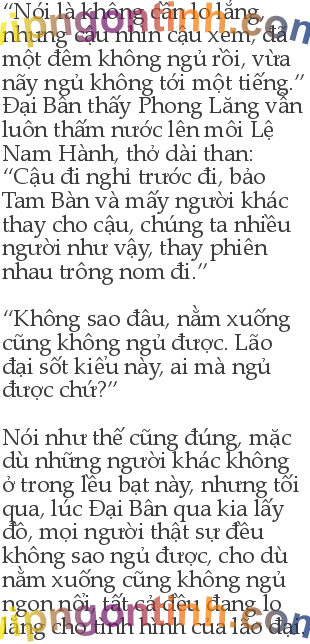 “Nói là không cần lo lắng,
nhưng cậu nhìn cậu xem, đã
một đêm không ngủ rồi, vừa
nãy ngủ không tới một tiếng.”
Đại Bân thấy Phong Lăng vẫn
luôn thấm nước lên môi Lệ
Nam Hành, thở dài than:
“Cậu đi nghỉ trước đi, bảo
Tam Bàn và mấy người khác
thay cho cậu, chúng ta nhiều
người như vậy, thay phiên
nhau trông nom đi.”
“Không sao đâu, nằm xuống
cũng không ngủ được. Lão
đại sốt kiểu này, ai mà ngủ
được chứ?”
Nói như thế cũng đúng, mặc
dù những người khác không
ở trong lều bạt này, nhưng tối
qua, lúc Đại Bân qua kia lấy
đồ, mọi người thật sự đều
không sao ngủ được, cho dù
nằm xuống cũng không ngủ
ngon nổi, tất cả đều đang lo
lắng cho tình hình của lão đại,